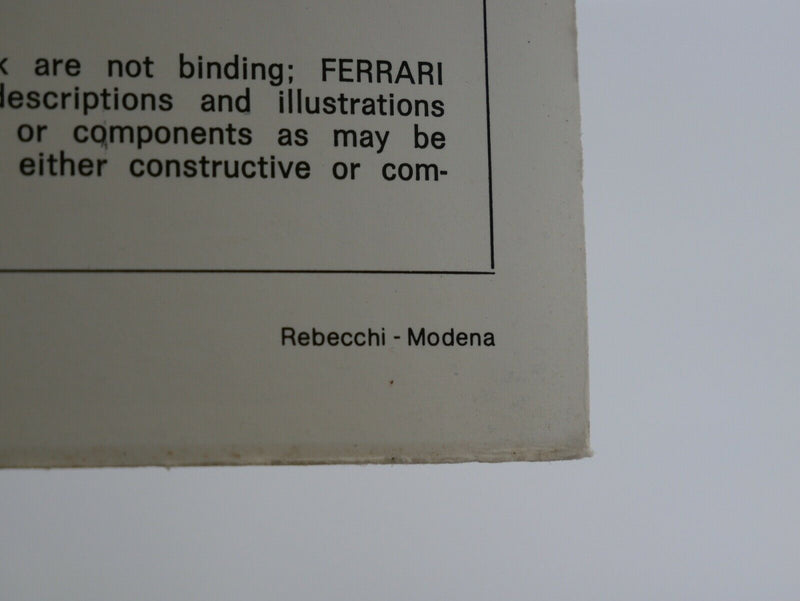 are not binding; FERRARI
descriptions and illustrations
or components as may be
either constructive or com-
Rebecchi - Modena